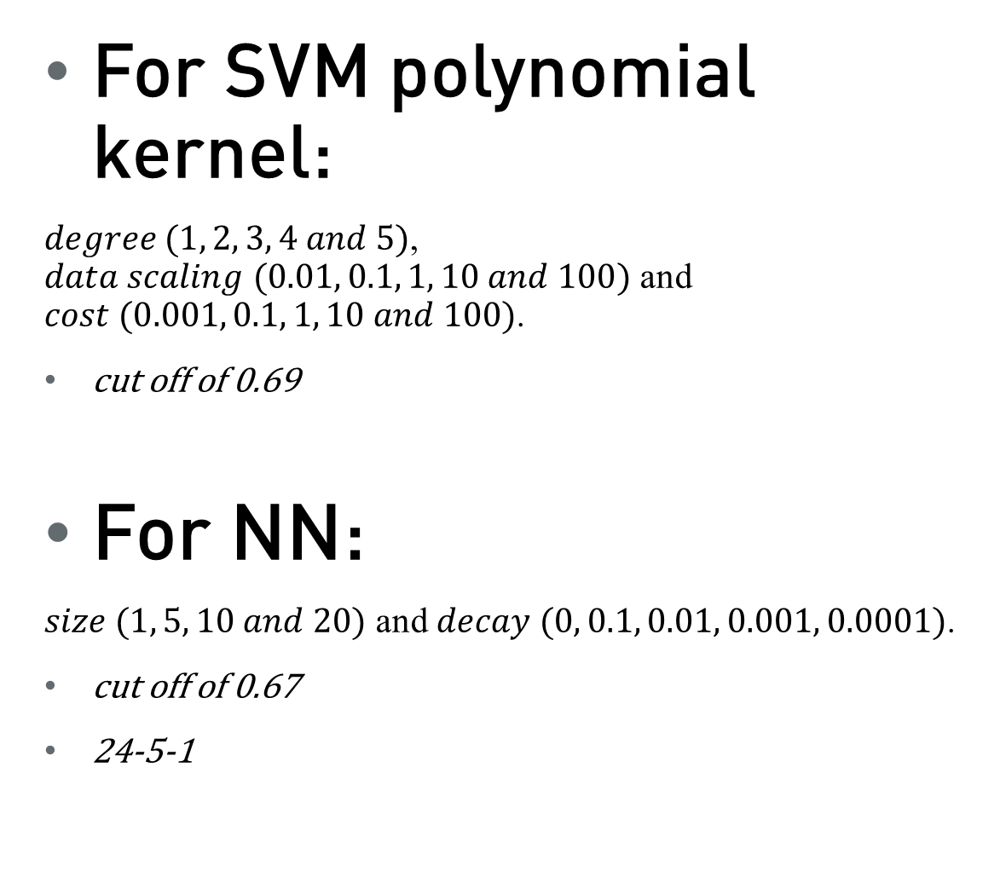 • For SVM polynomial
kernel:
degree (1, 2, 3, 4 and 5),
data scaling (0.01, 0.1, 1, 10 and 100) and
cost (0.001, 0.1, 1, 10 and 100).
• cut off of 0.69
• For NN:
size (1, 5, 10 and 20) and decay (0, 0.1, 0.01, 0.001, 0.0001).
• cut off of 0.67
• 24-5-1